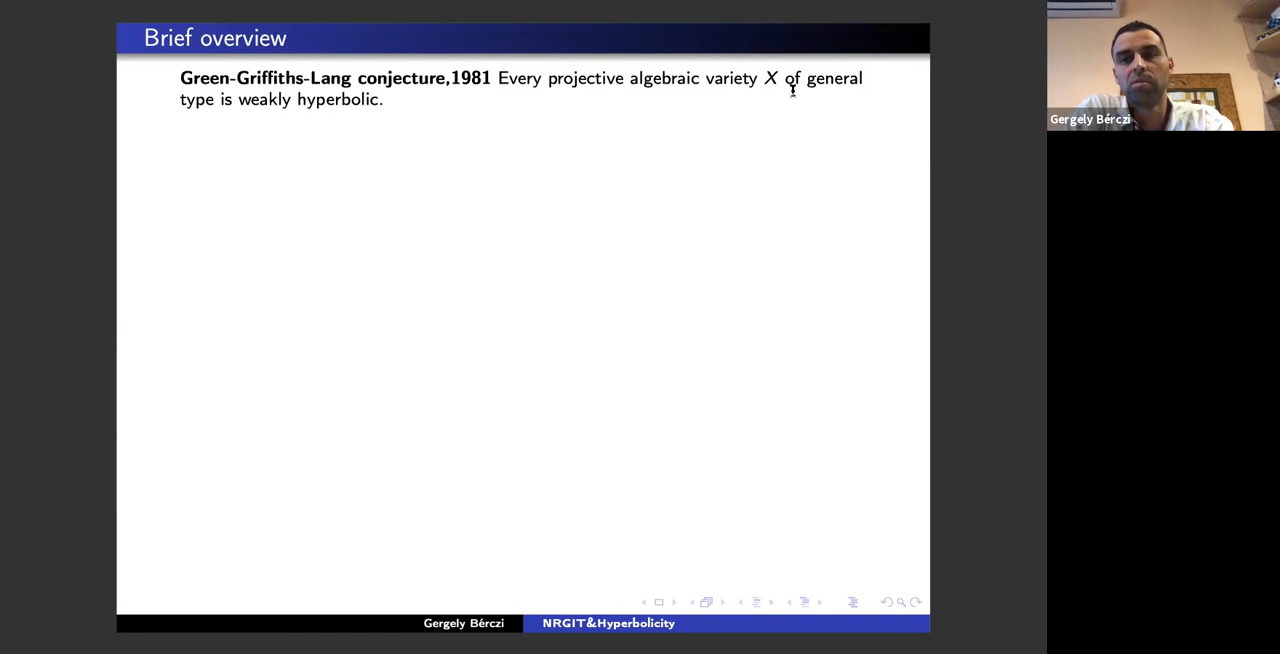 Brief overview
Green-Griffiths-Lang conjecture,1981 Every projective algebraic variety X of general
type is weakly hyperbolic.
Gergely Bérczi
Gergely Bérczi
NRGIT&Hyperbolicity